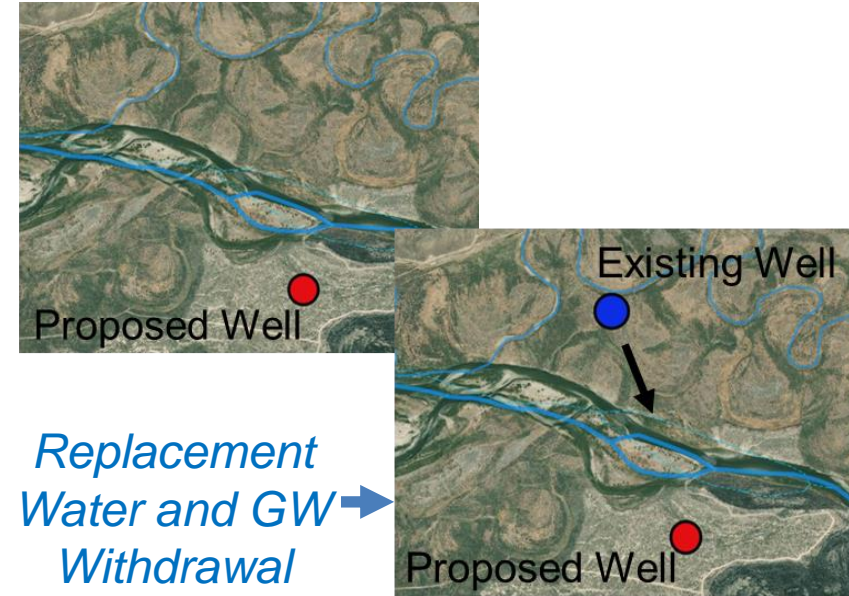 Proposed Well
Existing Well
Replacement
Water and GW
Withdrawal
Proposed Well